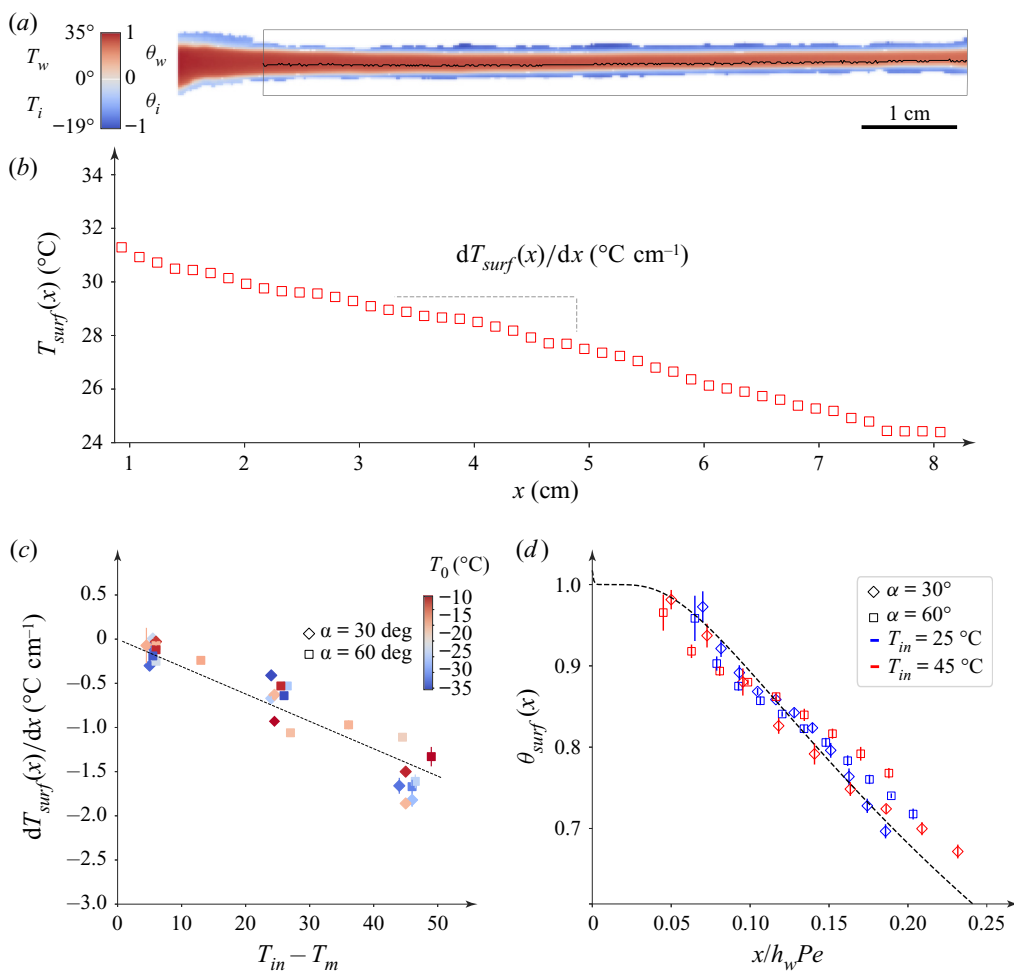 (a)
35° 1
T_w θ_w
0° 0
T_i θ_i
−19° −1
1 cm
(b)
34
32
30
28
26
24
T_surf(x) (°C)
dT_surf(x)/dx (°C cm⁻¹)
1 2 3 4 5 6 7 8
x (cm)
(c)
T_0 (°C)
−10
−15
−20
−25
−30
−35
α = 30 deg
α = 60 deg
0.5
0
−0.5
−1.0
−1.5
−2.0
−2.5
−3.0
dT_surf(x)/dx (°C cm⁻¹)
0 10 20 30 40 50
T_in − T_m
(d)
α = 30°
α = 60°
T_in = 25 °C
T_in = 45 °C
1.0
0.9
0.8
0.7
θ_surf(x)
0 0.05 0.10 0.15 0.20 0.25
x/h_wPe